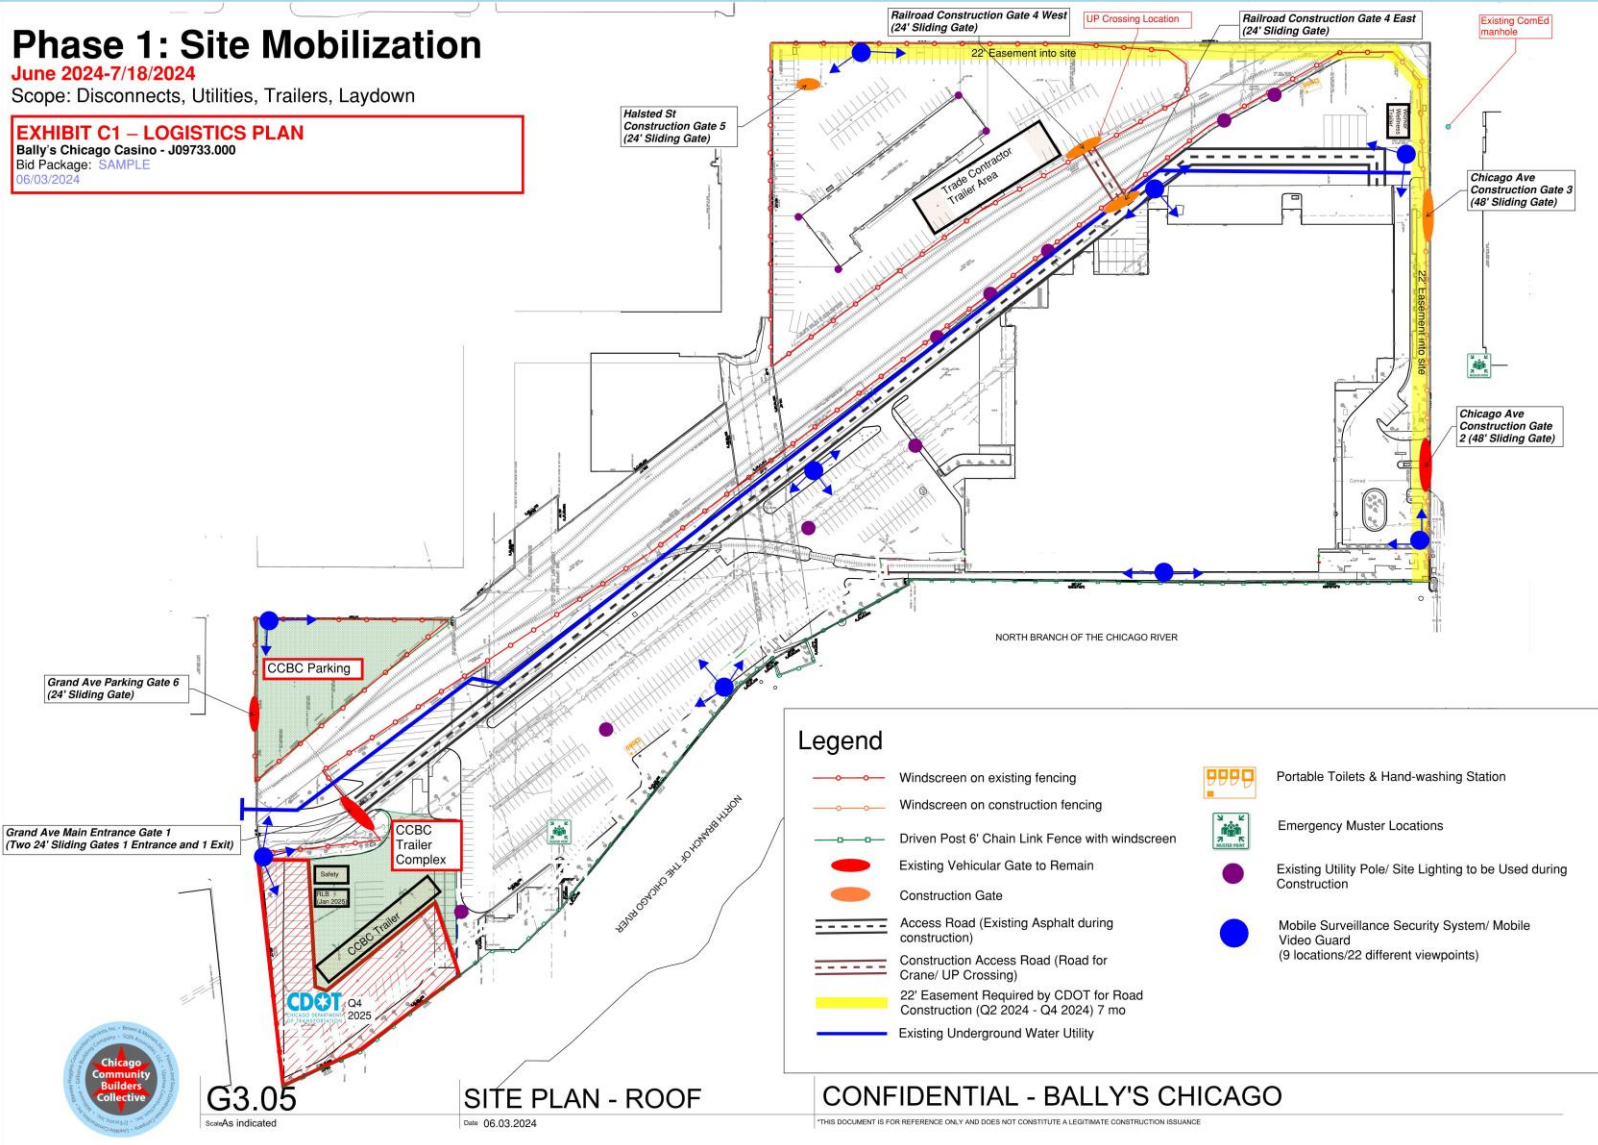 Phase 1: Site Mobilization
June 2024-7/18/2024
Scope: Disconnects, Utilities, Trailers, Laydown
EXHIBIT C1 – LOGISTICS PLAN
Bally's Chicago Casino - J09733.000
Bid Package: SAMPLE
06/03/2024
Railroad Construction Gate 4 West
(24' Sliding Gate)
UP Crossing Location
Railroad Construction Gate 4 East
(24' Sliding Gate)
Existing ComEd
manhole
22' Easement into site
Halsted St
Construction Gate 5
(24' Sliding Gate)
Trade Contractor
Trailer Area
Chicago Ave
Construction Gate 3
(48' Sliding Gate)
22' Easement into site
Chicago Ave
Construction Gate
2 (48' Sliding Gate)
NORTH BRANCH OF THE CHICAGO RIVER
CCBC Parking
Grand Ave Parking Gate 6
(24' Sliding Gate)
Grand Ave Main Entrance Gate 1
(Two 24' Sliding Gates 1 Entrance and 1 Exit)
CCBC
Trailer
Complex
Safety
(Jan 2025)
CCBC Trailer
NORTH BRANCH OF THE CHICAGO RIVER
CDOT
CHICAGO DEPARTMENT
OF TRANSPORTATION
Q4
2025
Legend
Windscreen on existing fencing
Windscreen on construction fencing
Driven Post 6' Chain Link Fence with windscreen
Existing Vehicular Gate to Remain
Construction Gate
Access Road (Existing Asphalt during
construction)
Construction Access Road (Road for
Crane/ UP Crossing)
22' Easement Required by CDOT for Road
Construction (Q2 2024 - Q4 2024) 7 mo
Existing Underground Water Utility
Portable Toilets & Hand-washing Station
MUSTER POINT
Emergency Muster Locations
Existing Utility Pole/ Site Lighting to be Used during
Construction
Mobile Surveillance Security System/ Mobile
Video Guard
(9 locations/22 different viewpoints)
Chicago
Community
Builders
Collective
G3.05
Scale As indicated
SITE PLAN - ROOF
Date 06.03.2024
CONFIDENTIAL - BALLY'S CHICAGO
*THIS DOCUMENT IS FOR REFERENCE ONLY AND DOES NOT CONSTITUTE A LEGITIMATE CONSTRUCTION ISSUANCE